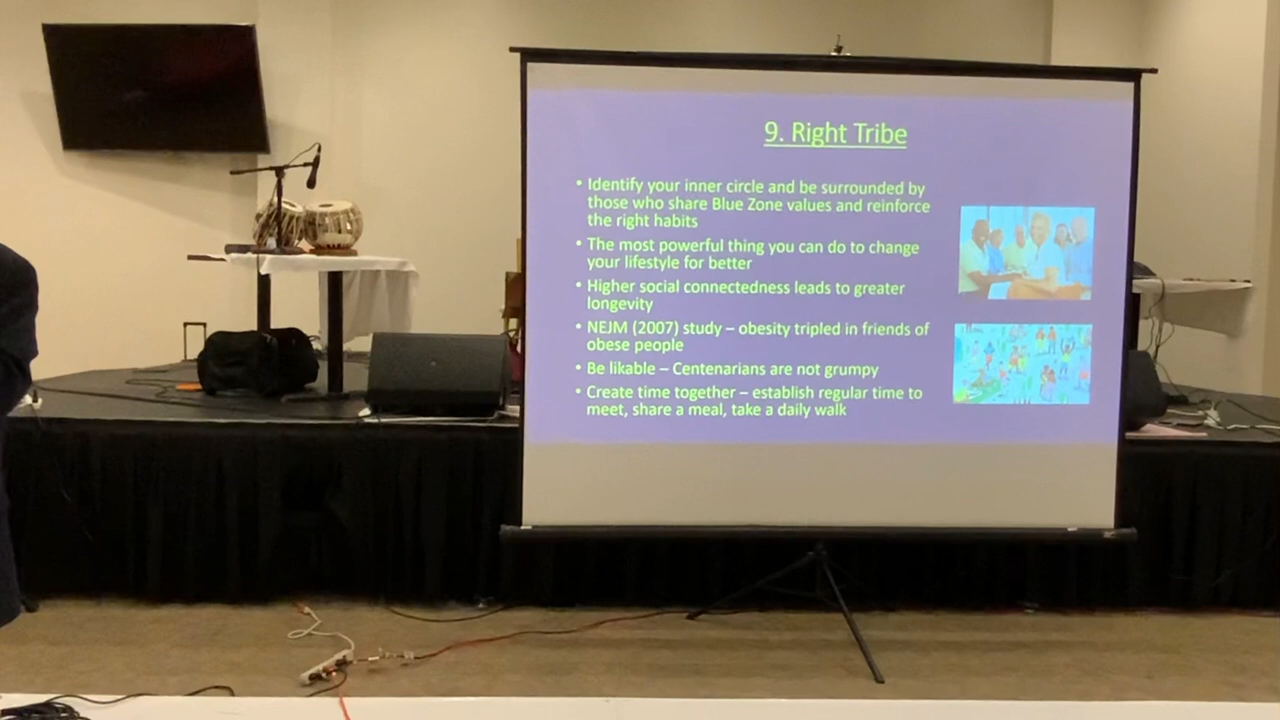 9. Right Tribe
• Identify your inner circle and be surrounded by
those who share Blue Zone values and reinforce
the right habits
• The most powerful thing you can do to change
your lifestyle for better
• Higher social connectedness leads to greater
longevity
• NEJM (2007) study – obesity tripled in friends of
obese people
• Be likable – Centenarians are not grumpy
• Create time together – establish regular time to
meet, share a meal, take a daily walk